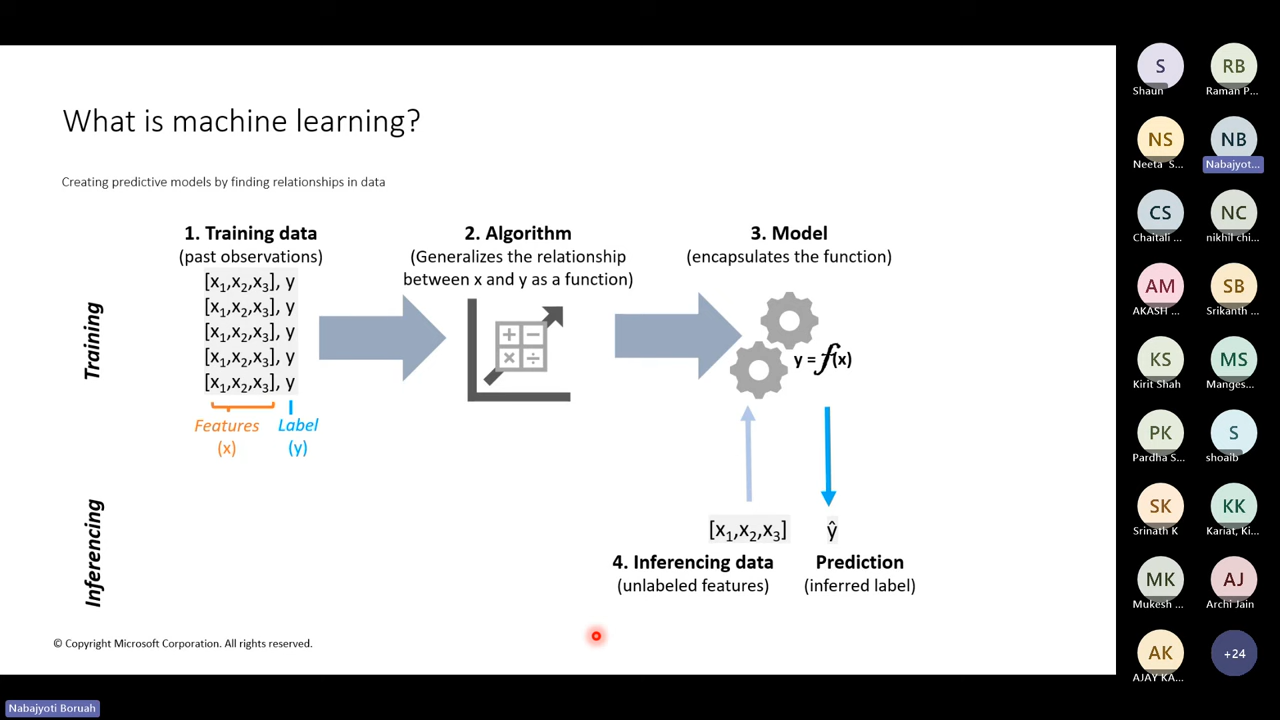 What is machine learning?
Creating predictive models by finding relationships in data
1. Training data
(past observations)
[x1,x2,x3], y
[x1,x2,x3], y
[x1,x2,x3], y
[x1,x2,x3], y
[x1,x2,x3], y
Features
(x)
Label
(y)
2. Algorithm
(Generalizes the relationship
between x and y as a function)
+ −
× ÷
3. Model
(encapsulates the function)
y = f(x)
Training
Inferencing
[x1,x2,x3]
4. Inferencing data
(unlabeled features)
ŷ
Prediction
(inferred label)
© Copyright Microsoft Corporation. All rights reserved.
Nabajyoti Boruah
S
Shaun
RB
Raman P...
NS
Neeta S...
NB
Nabajyot...
CS
Chaitali ...
NC
nikhil chi...
AM
AKASH ...
SB
Srikanth ...
KS
Kirit Shah
MS
Manges...
PK
Pardha S...
S
shoaib
SK
Srinath K
KK
Kariat, Ki...
MK
Mukesh ...
AJ
Archi Jain
AK
AJAY KA...
+24